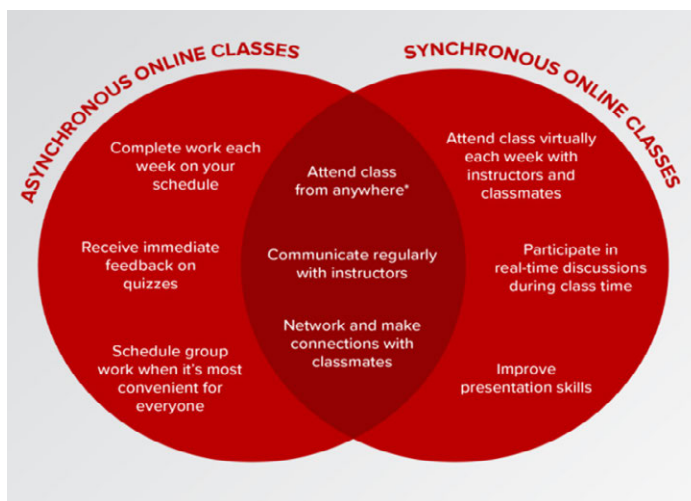 ASYNCHRONOUS ONLINE CLASSES
SYNCHRONOUS ONLINE CLASSES
Complete work each
week on your
schedule
Receive immediate
feedback on
quizzes
Schedule group
work when it's most
convenient for
everyone
Attend class
from anywhere*
Communicate regularly
with instructors
Network and make
connections with
classmates
Attend class virtually
each week with
instructors and
classmates
Participate in
real-time discussions
during class time
Improve
presentation skills